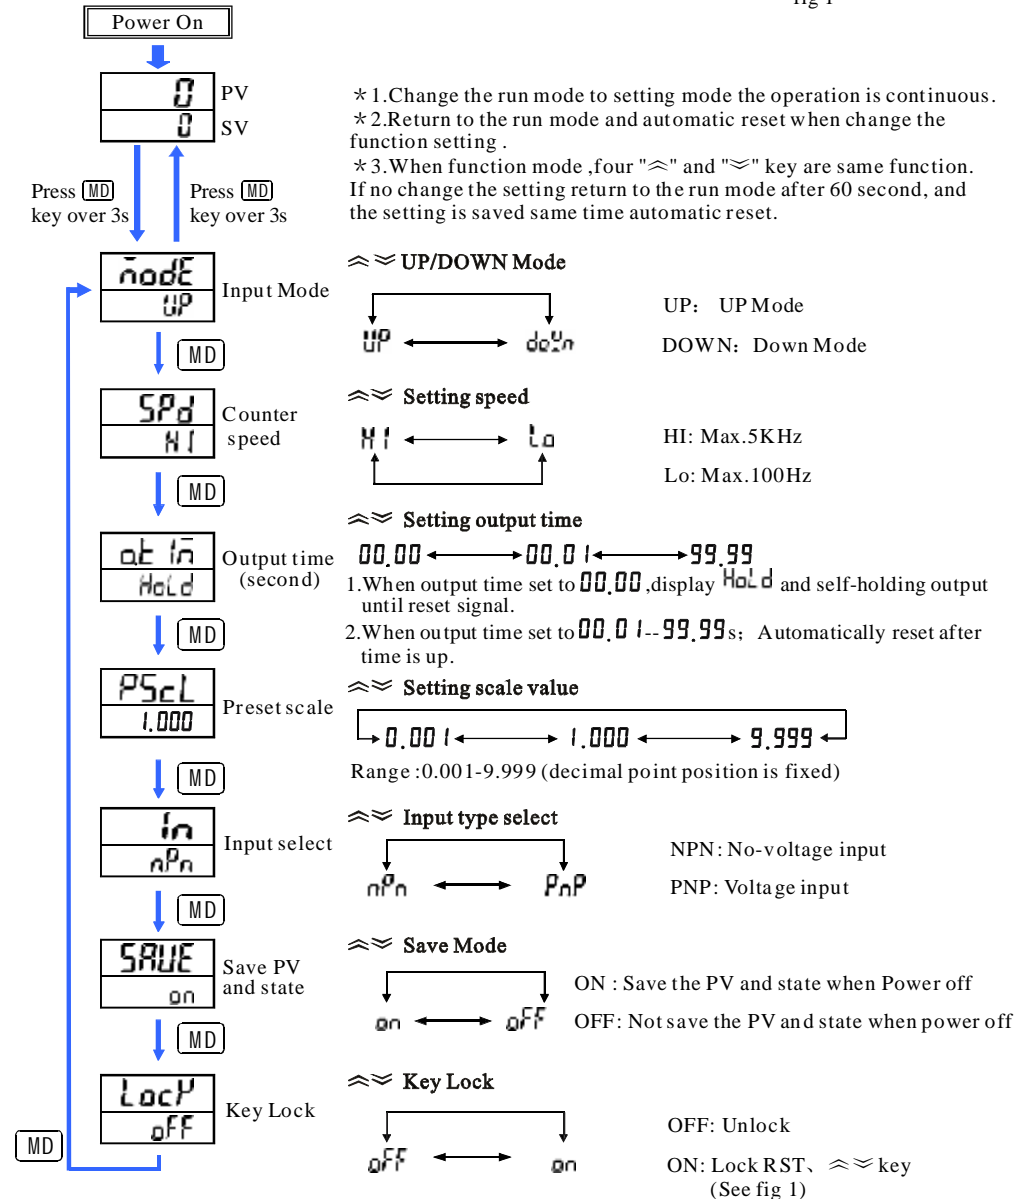 fig 1
Power On
0 PV
0 SV
*1.Change the run mode to setting mode the operation is continuous.
*2.Return to the run mode and automatic reset when change the
function setting .
*3.When function mode ,four "︽" and "︾" key are same function.
If no change the setting return to the run mode after 60 second, and
the setting is saved same time automatic reset.
Press MD
key over 3s
Press MD
key over 3s
modE
UP
Input Mode
︽︾ UP/DOWN Mode
UP doYn
UP: UP Mode
DOWN: Down Mode
MD
SPd
HI
Counter
speed
︽︾ Setting speed
HI Lo
HI: Max.5KHz
Lo: Max.100Hz
MD
o.t Im
HoLd
Output time
(second)
︽︾ Setting output time
00.00 00.01 99.99
1.When output time set to 00.00 ,display HoLd and self-holding output
until reset signal.
2.When output time set to 00.01--99.99s; Automatically reset after
time is up.
MD
PScL
1.000
Preset scale
︽︾ Setting scale value
0.001 1.000 9.999
Range :0.001-9.999 (decimal point position is fixed)
MD
In
nPn
Input select
︽︾ Input type select
nPn PnP
NPN: No-voltage input
PNP: Voltage input
MD
SAVE
on
Save PV
and state
︽︾ Save Mode
on oFF
ON : Save the PV and state when Power off
OFF: Not save the PV and state when power off
MD
LocY
oFF
Key Lock
︽︾ Key Lock
oFF on
OFF: Unlock
ON: Lock RST、︽︾ key
(See fig 1)
MD